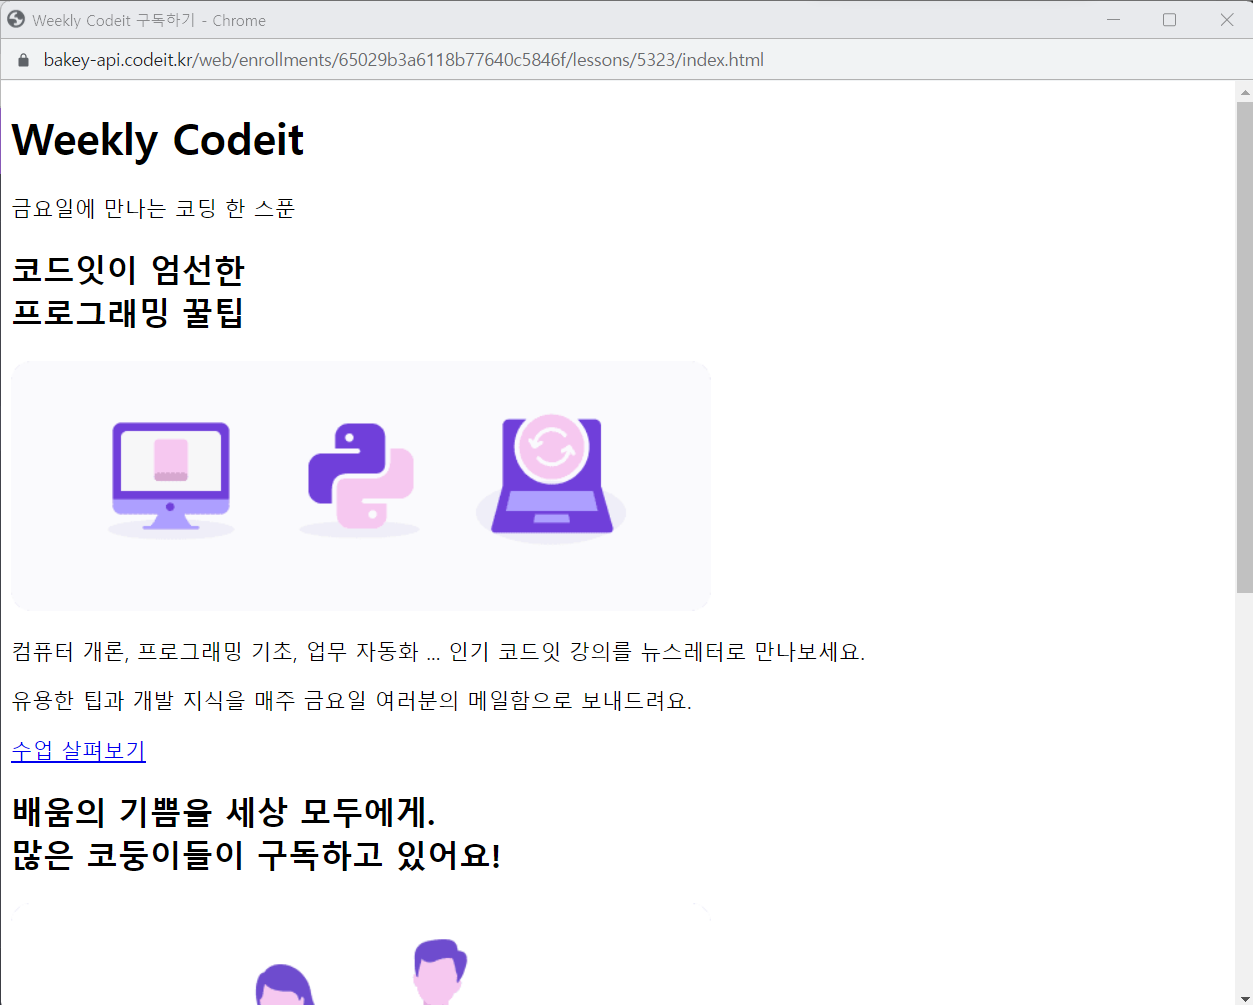 Weekly Codeit 구독하기 - Chrome
bakey-api.codeit.kr/web/enrollments/65029b3a6118b77640c5846f/lessons/5323/index.html
Weekly Codeit
금요일에 만나는 코딩 한 스푼
코드잇이 엄선한
프로그래밍 꿀팁
컴퓨터 개론, 프로그래밍 기초, 업무 자동화 ... 인기 코드잇 강의를 뉴스레터로 만나보세요.
유용한 팁과 개발 지식을 매주 금요일 여러분의 메일함으로 보내드려요.
수업 살펴보기
배움의 기쁨을 세상 모두에게.
많은 코둥이들이 구독하고 있어요!